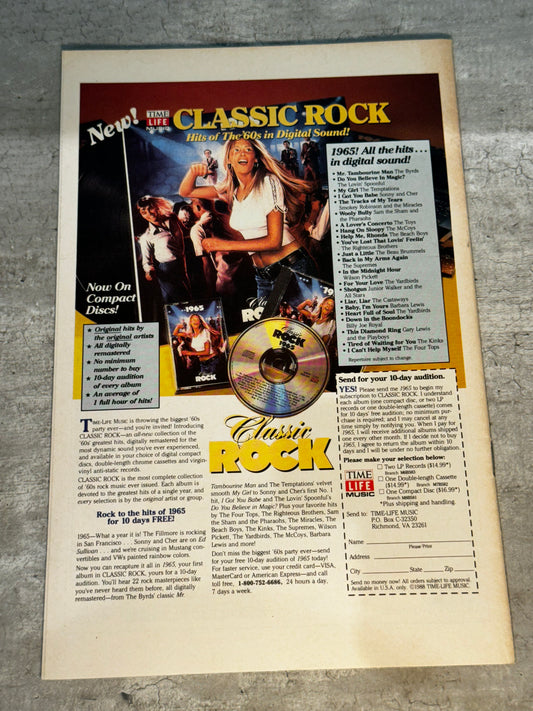 New!
TIME
LIFE
MUSIC
CLASSIC ROCK
Hits of The '60s in Digital Sound!
1965! All the hits . . .
in digital sound!
• Mr. Tambourine Man The Byrds
• Do You Believe In Magic?
The Lovin' Spoonful
• My Girl The Temptations
• I Got You Babe Sonny and Cher
• The Tracks of My Tears
Smokey Robinson and the Miracles
• Wooly Bully Sam the Sham and
the Pharaohs
• A Lover's Concerto The Toys
• Hang On Sloopy The McCoys
• Help Me, Rhonda The Beach Boys
• You've Lost That Lovin' Feelin'
The Righteous Brothers
• Just a Little The Beau Brummels
• Back in My Arms Again
The Supremes
• In the Midnight Hour
Wilson Pickett
• For Your Love The Yardbirds
• Shotgun Junior Walker and the
All Stars
• Liar, Liar The Castaways
• Baby, I'm Yours Barbara Lewis
• Heart Full of Soul The Yardbirds
• Down in the Boondocks
Billy Joe Royal
• This Diamond Ring Gary Lewis
and the Playboys
• Tired of Waiting for You The Kinks
• I Can't Help Myself The Four Tops
Repertoire subject to change.
Now On
Compact
Discs!
★ Original hits by
the original artists
★ All digitally
remastered
★ No minimum
number to buy
★ 10-day audition
of every album
★ An average of
1 full hour of hits!
1965
ROCK
Classic
ROCK
Classic
ROCK
TIME-LIFE MUSIC is throwing the biggest '60s
party ever—and you're invited! Introducing
CLASSIC ROCK—an all-new collection of the
'60s greatest hits, digitally remastered for the
most dynamic sound you've ever experienced,
and available in your choice of digital compact
discs, double-length chrome cassettes and virgin-
vinyl anti-static records.
CLASSIC ROCK is the most complete collection
of '60s rock music ever issued. Each album is
devoted to the greatest hits of a single year, and
every selection is by the original artist or group.
Rock to the hits of 1965
for 10 days FREE!
1965—What a year it is! The Fillmore is rocking
in San Francisco . . . Sonny and Cher are on Ed
Sullivan . . . and we're cruising in Mustang con-
vertibles and VWs painted rainbow colors.
Now you can recapture it all in 1965, your first
album in CLASSIC ROCK, yours for a 10-day
audition. You'll hear 22 rock masterpieces like
you've never heard them before, all digitally
remastered—from The Byrds' classic Mr.
Tambourine Man and The Temptations' velvet
smooth My Girl to Sonny and Cher's first No. 1
hit, I Got You Babe and The Lovin' Spoonful's
Do You Believe in Magic? Plus your favorite hits
by The Four Tops, The Righteous Brothers, Sam
the Sham and the Pharaohs, The Miracles, The
Beach Boys, The Kinks, The Supremes, Wilson
Pickett, The Yardbirds, The McCoys, Barbara
Lewis and more!
Don't miss the biggest '60s party ever—send
for your free 10-day audition of 1965 today!
For faster service, use your credit card—VISA,
MasterCard or American Express—and call
toll free, 1-800-752-6686, 24 hours a day,
7 days a week.
Send for your 10-day audition.
YES! Please send me 1965 to begin my
subscription to CLASSIC ROCK. I understand
each album (one compact disc, or two LP
records or one double-length cassette) comes
for 10 days' free audition; no minimum pur-
chase is required; and I may cancel at any
time simply by notifying you. When I pay for
1965, I will receive additional albums shipped
one every other month. If I decide not to buy
1965, I agree to return the album within 10
days and I will be under no further obligation.
Please make your selection below:
TIME
LIFE
MUSIC
Two LP Records ($14.99*)
Branch
One Double-Length Cassette
($14.99*) Branch
One Compact Disc ($16.99*)
Branch
*Plus shipping and handling.
Send to: TIME-LIFE MUSIC
P.O. Box C-32350
Richmond, VA 23261
Name
Please Print
Address
City State Zip
Send no money now! All orders subject to approval.
Available in U.S.A. only. ©1988 TIME-LIFE MUSIC.